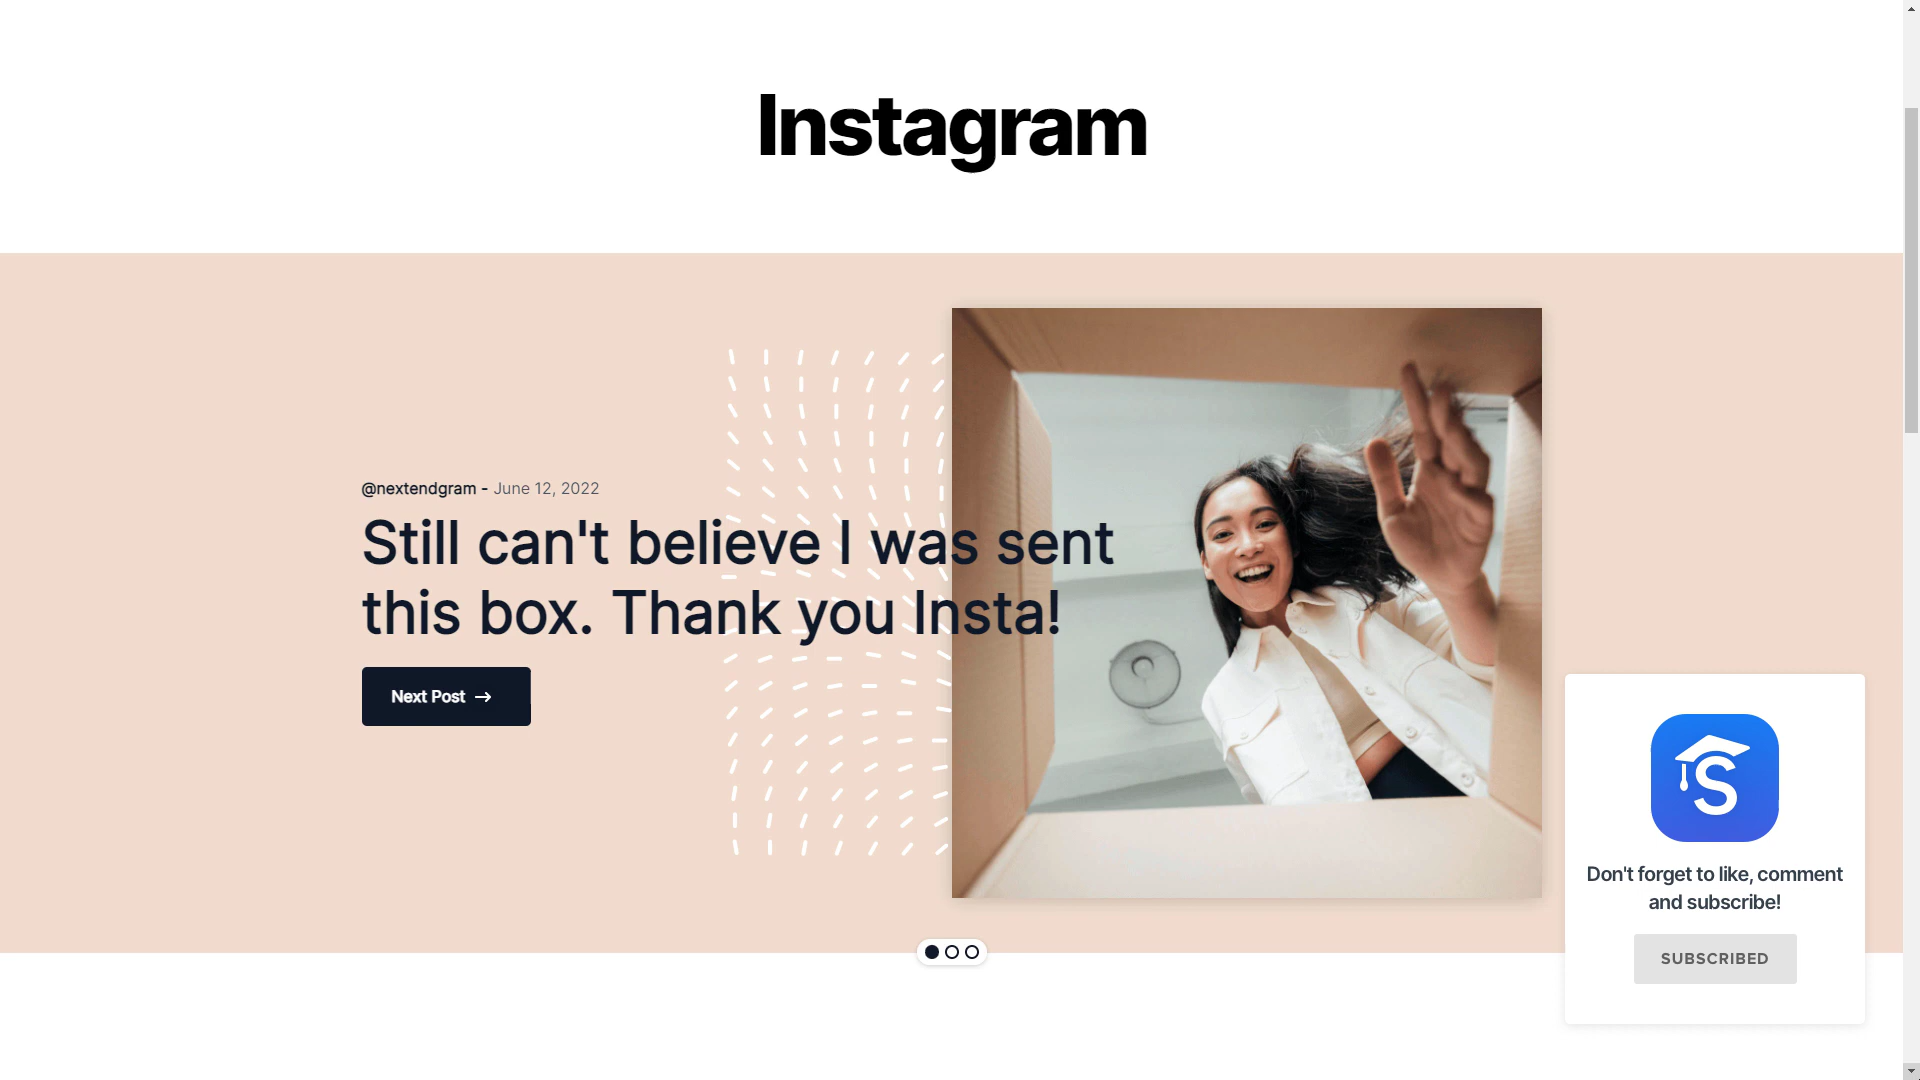 Instagram
@nextendgram - June 12, 2022
Still can't believe I was sent
this box. Thank you Insta!
Next Post →
S
Don't forget to like, comment
and subscribe!
SUBSCRIBED